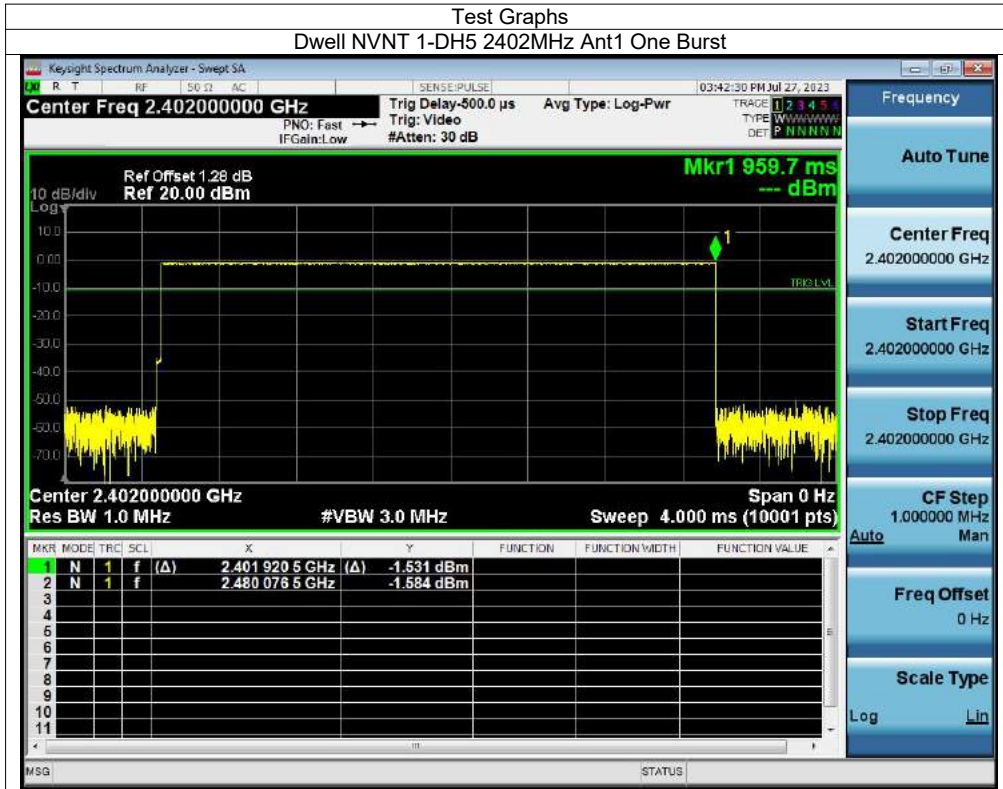 Test Graphs
Dwell NVNT 1-DH5 2402MHz Ant1 One Burst
Keysight Spectrum Analyzer - Swept SA
R T RF 50 Ω AC SENSE:PULSE 03:42:30 PM Jul 27, 2023
Center Freq 2.402000000 GHz Trig Delay-500.0 µs Avg Type: Log-Pwr TRACE 1 2 3 4 5 6
PNO: Fast Trig: Video TYPE WWWWWW
IFGain:Low #Atten: 30 dB DET P NNNNN
Mkr1 959.7 ms
Ref Offset 1.28 dB
10 dB/div Ref 20.00 dBm --- dBm
Log
10.0
1
0.00
-10.0
TRIG LVL
-20.0
-30.0
-40.0
-50.0
-60.0
-70.0
Center 2.402000000 GHz Span 0 Hz
Res BW 1.0 MHz #VBW 3.0 MHz Sweep 4.000 ms (10001 pts)
MKR MODE TRC SCL X Y FUNCTION FUNCTION WIDTH FUNCTION VALUE
1 N 1 f (Δ) 2.401 920 5 GHz (Δ) -1.531 dBm
2 N 1 f 2.480 076 5 GHz -1.584 dBm
3
4
5
6
7
8
9
10
11
MSG STATUS
Frequency
Auto Tune
Center Freq
2.402000000 GHz
Start Freq
2.402000000 GHz
Stop Freq
2.402000000 GHz
CF Step
1.000000 MHz
Auto Man
Freq Offset
0 Hz
Scale Type
Log Lin